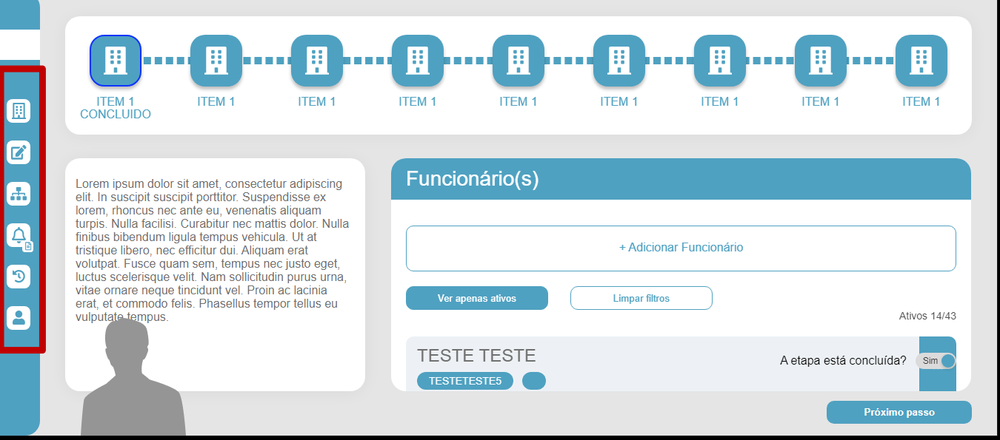 ITEM 1
CONCLUIDO
ITEM 1
ITEM 1
ITEM 1
ITEM 1
ITEM 1
ITEM 1
ITEM 1
ITEM 1
Lorem ipsum dolor sit amet, consectetur adipiscing
elit. In suscipit suscipit porttitor. Suspendisse ex
lorem, rhoncus nec ante eu, venenatis aliquam
turpis. Nulla facilisi. Curabitur nec mattis dolor. Nulla
finibus bibendum ligula tempus vehicula. Ut at
tristique libero, nec efficitur dui. Aliquam erat
volutpat. Fusce quam sem, tempus nec justo eget,
luctus scelerisque velit. Nam sollicitudin purus urna,
vitae ornare neque tincidunt vel. Proin ac lacinia
erat, et commodo felis. Phasellus tempor tellus eu
vulputate tempus.
Funcionário(s)
+ Adicionar Funcionário
Ver apenas ativos
Limpar filtros
Ativos 14/43
TESTE TESTE
TESTETESTE5
A etapa está concluída?
Sim
Próximo passo